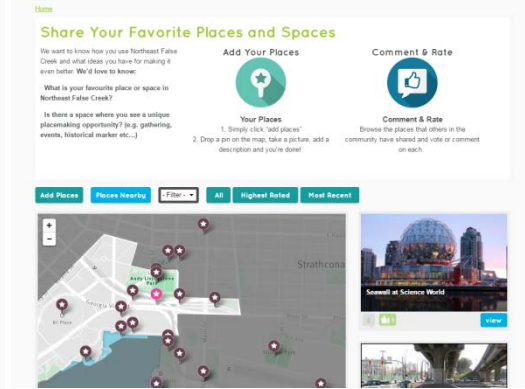 Home
Share Your Favorite Places and Spaces
We want to know how you use Northeast False
Creek and what ideas you have for making it
even better. We'd love to know:
· What is your favourite place or space in
Northeast False Creek?
· Is there a space where you see a unique
placemaking opportunity? (e.g. gathering,
events, historical marker etc...)
Add Your Places
Your Places
1. Simply click "add places"
2. Drop a pin on the map, take a picture, add a
description and you're done!
Comment & Rate
Comment & Rate
Browse the places that others in the
community have shared and vote or comment
on each.
Add Places
Places Nearby
- Filter -
All
Highest Rated
Most Recent
+
-
Strathcona
Andy
Park
BC Place
Seawall at Science World
view